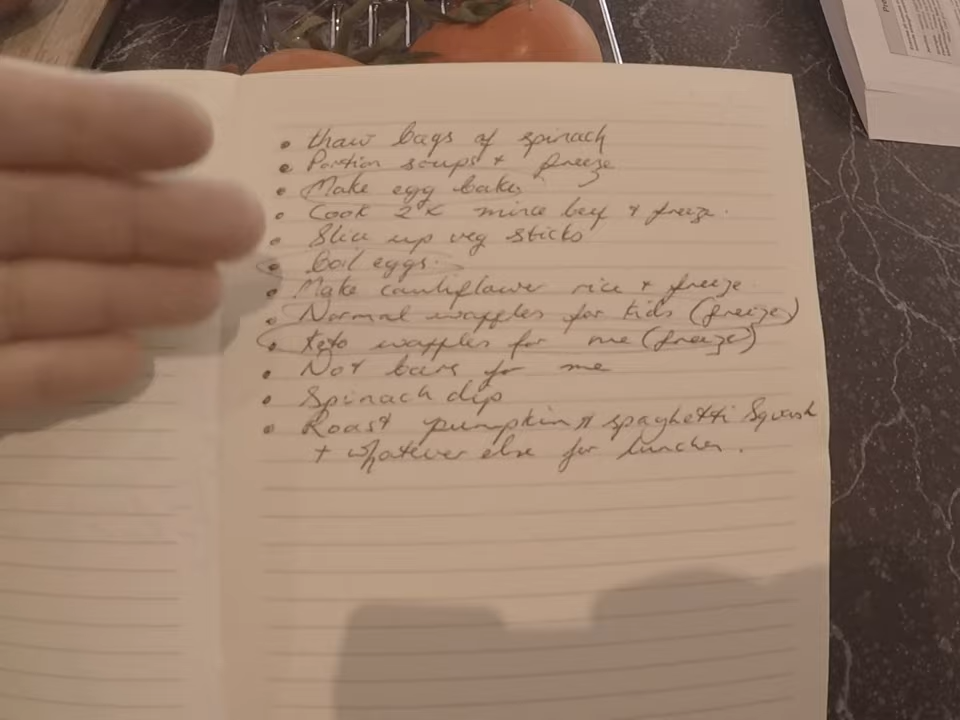 • thaw bags of spinach
• Portion soups + freeze
• Make egg bake
• Cook 2x mince beef + freeze.
• Slice up veg sticks
• Boil eggs.
• Make cauliflower rice + freeze
• Normal waffles for kids (freeze)
• Keto waffles for me (freeze)
• Not bars for me
• Spinach dip
• Roast pumpkin + spaghetti Squash
+ whatever else for lunches.